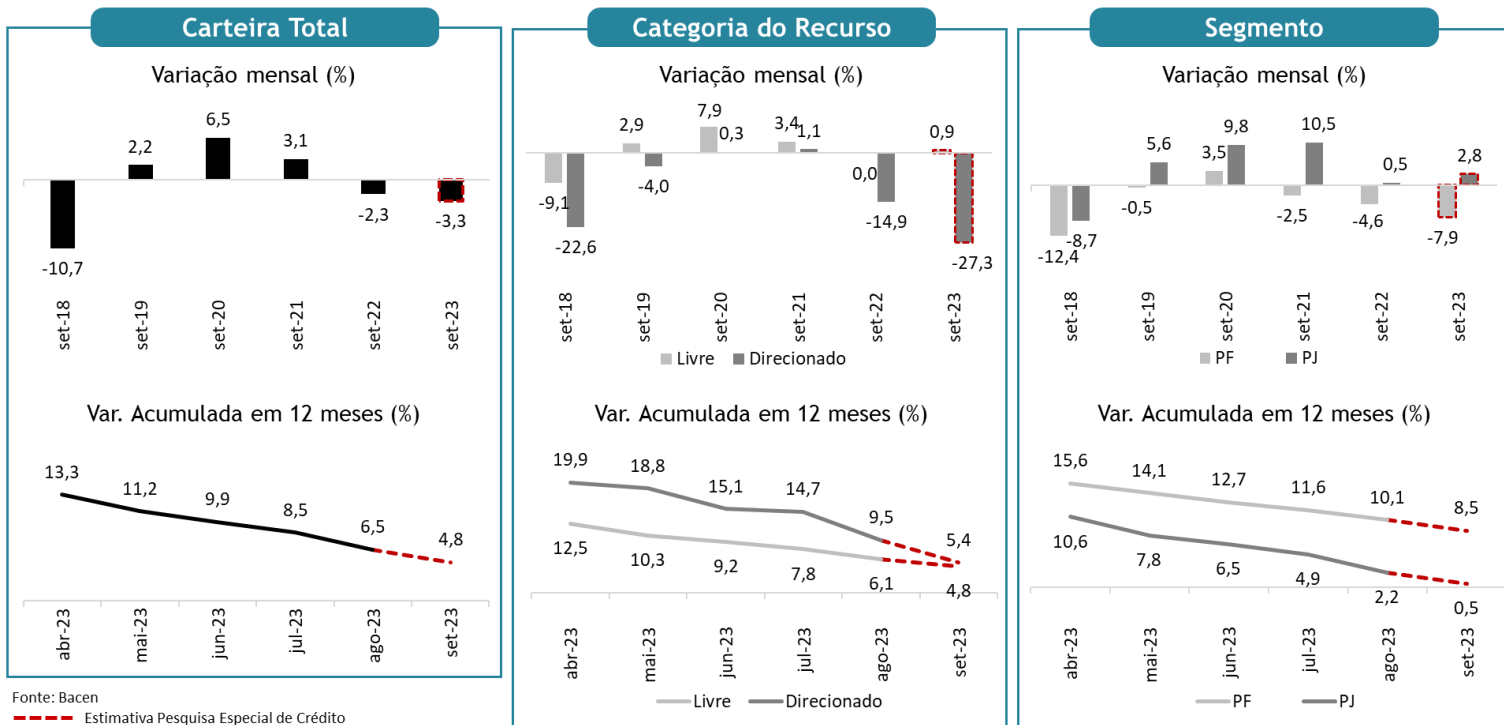 Carteira Total
Variação mensal (%)
6,5
3,1
2,2
-2,3
-3,3
-10,7
set-18
set-19
set-20
set-21
set-22
set-23
Var. Acumulada em 12 meses (%)
13,3
11,2
9,9
8,5
6,5
4,8
abr-23
mai-23
jun-23
jul-23
ago-23
set-23
Fonte: Bacen
Estimativa Pesquisa Especial de Crédito
Categoria do Recurso
Variação mensal (%)
7,9
2,9
0,3
3,4
1,1
0,9
-9,1
-4,0
0,0
-22,6
-14,9
-27,3
set-18
set-19
set-20
set-21
set-22
set-23
Livre Direcionado
Var. Acumulada em 12 meses (%)
19,9
18,8
15,1
14,7
9,5
5,4
12,5
10,3
9,2
7,8
6,1
4,8
abr-23
mai-23
jun-23
jul-23
ago-23
set-23
Livre Direcionado
Segmento
Variação mensal (%)
5,6
9,8
3,5
10,5
0,5
2,8
-12,4
-8,7
-0,5
-2,5
-4,6
-7,9
set-18
set-19
set-20
set-21
set-22
set-23
PF PJ
Var. Acumulada em 12 meses (%)
15,6
14,1
12,7
11,6
10,1
8,5
10,6
7,8
6,5
4,9
2,2
0,5
abr-23
mai-23
jun-23
jul-23
ago-23
set-23
PF PJ